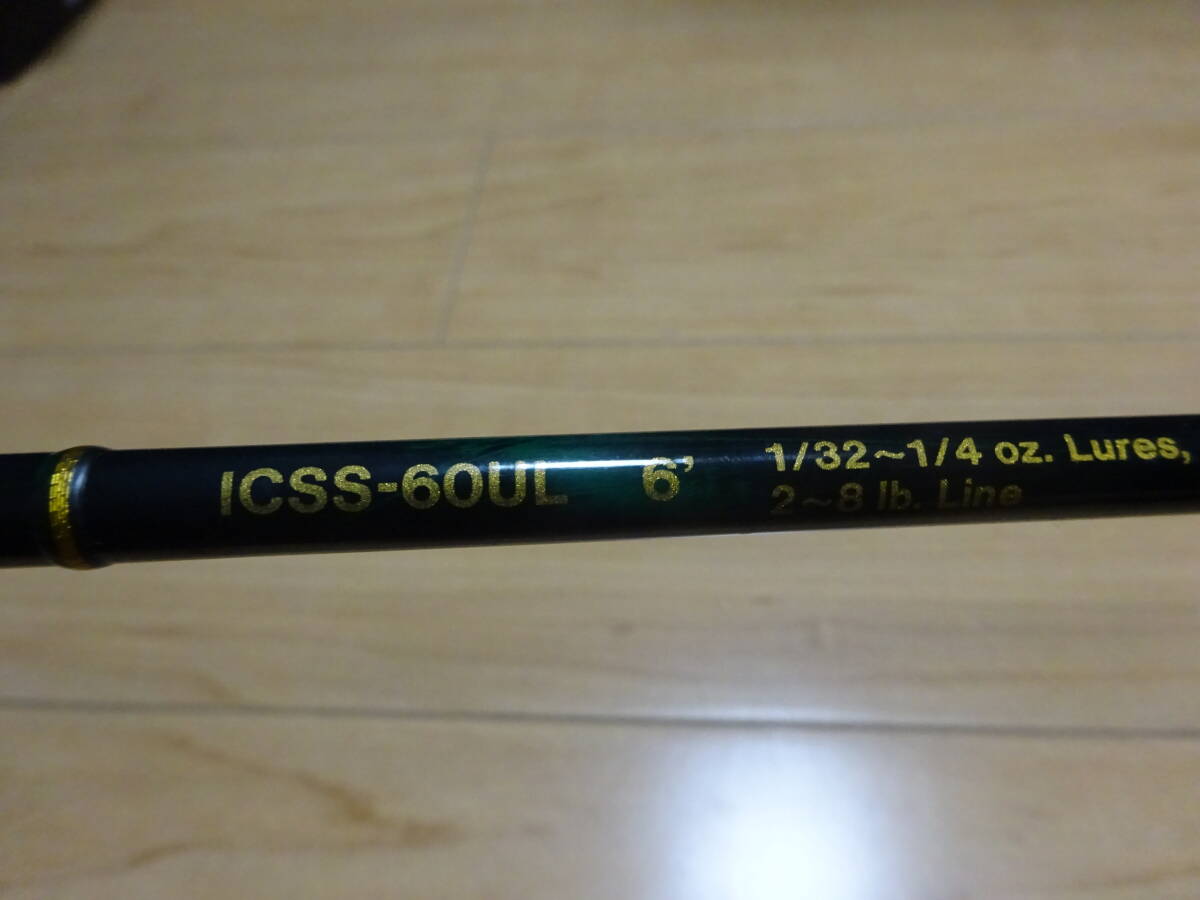 ICSS-60UL 6' 1/32~1/4 oz. Lures,
2~8 lb. Line